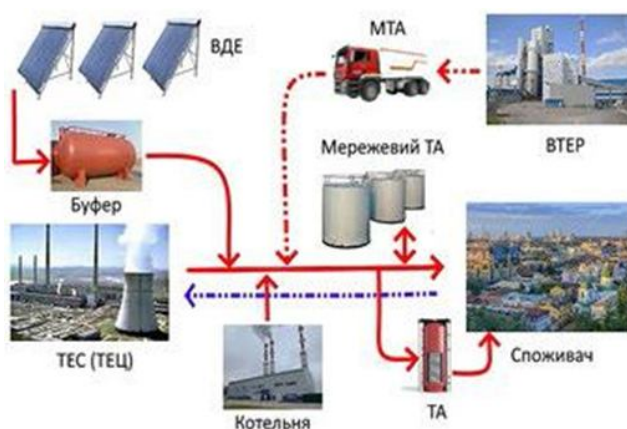 ВДЕ
МТА
ВТЕР
Мережевий ТА
Буфер
ТЕС (ТЕЦ)
Котельня
ТА
Споживач